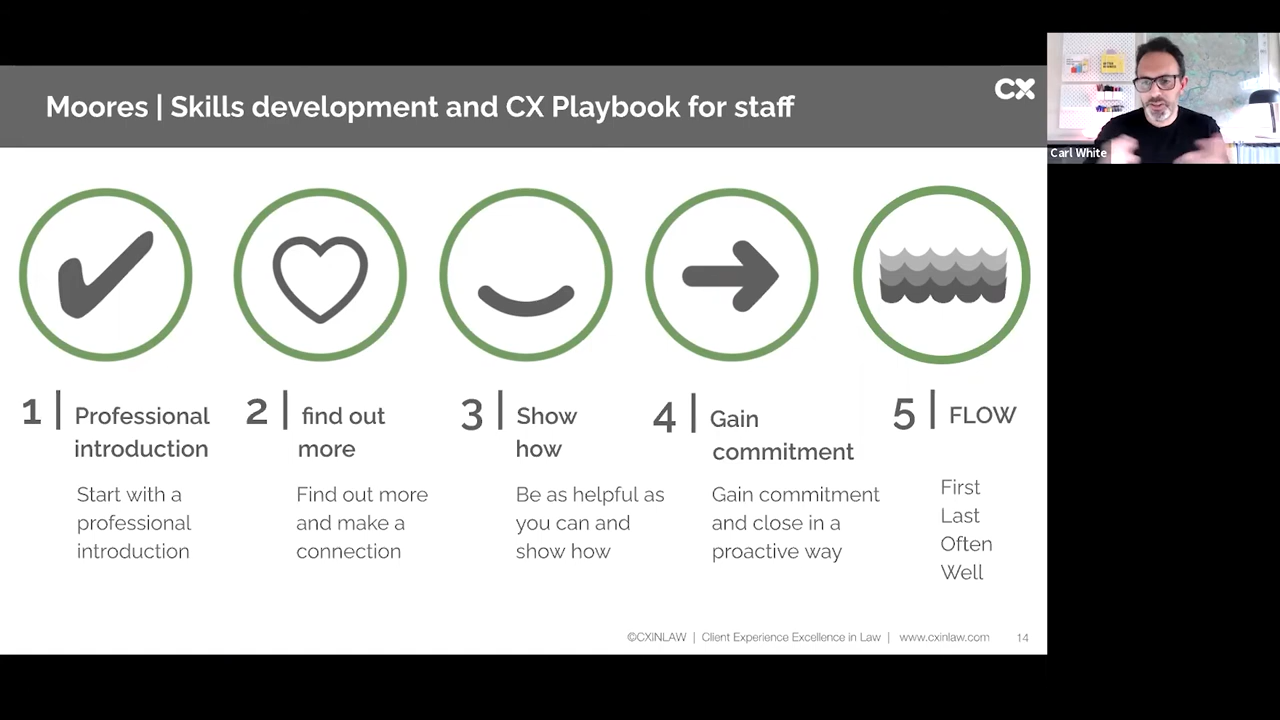 Moores | Skills development and CX Playbook for staff
CX
Carl White
1 | Professional
introduction
Start with a
professional
introduction
2 | find out
more
Find out more
and make a
connection
3 | Show
how
Be as helpful as
you can and
show how
4 | Gain
commitment
Gain commitment
and close in a
proactive way
5 | FLOW
First
Last
Often
Well
©CXINLAW | Client Experience Excellence in Law | www.cxinlaw.com 14